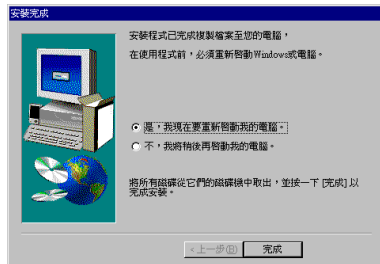 安裝完成
安裝程式已完成複製檔案至您的電腦，
在使用程式前，必須重新啓動Windows或電腦。
是，我現在要重新啓動我的電腦。
不，我將稍後再啓動我的電腦。
將所有磁碟從它們的磁碟機中取出，並按一下 [完成] 以
完成安裝。
<上一步(B)
完成